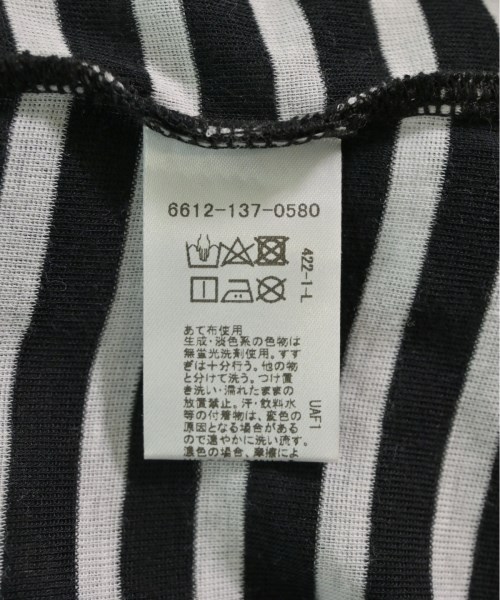 6612-137-0580
422-1-L
あて布使用
生成・淡色系の色物は
無蛍光洗剤使用。すす
ぎは十分行う。他の物
と分けて洗う。つけ置
き洗い・濡れたままの
放置禁止。汗・飲料水
等の付着物は、変色の
原因となる場合がある
ので速やかに洗い流す。
濃色の場合、摩擦によ
UAF1